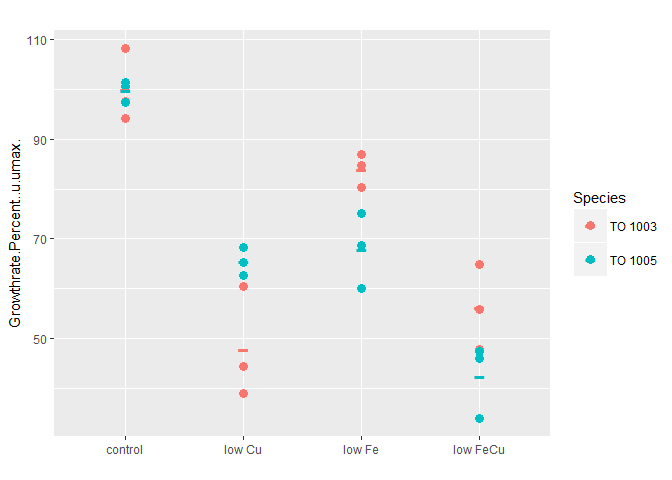 Growthrate.Percent..u.umax.
110
90
70
50
control
low Cu
low Fe
low FeCu
Species
TO 1003
TO 1005